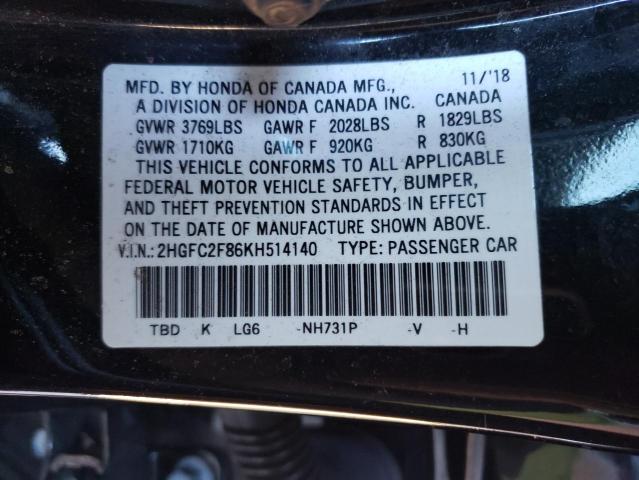 MFD. BY HONDA OF CANADA MFG., 11/'18
A DIVISION OF HONDA CANADA INC. CANADA
GVWR 3769LBS GAWR F 2028LBS R 1829LBS
GVWR 1710KG GAWR F 920KG R 830KG
THIS VEHICLE CONFORMS TO ALL APPLICABLE
FEDERAL MOTOR VEHICLE SAFETY, BUMPER,
AND THEFT PREVENTION STANDARDS IN EFFECT
ON THE DATE OF MANUFACTURE SHOWN ABOVE.
V.I.N.: 2HGFC2F86KH514140 TYPE: PASSENGER CAR
TBD K LG6 -NH731P -V -H